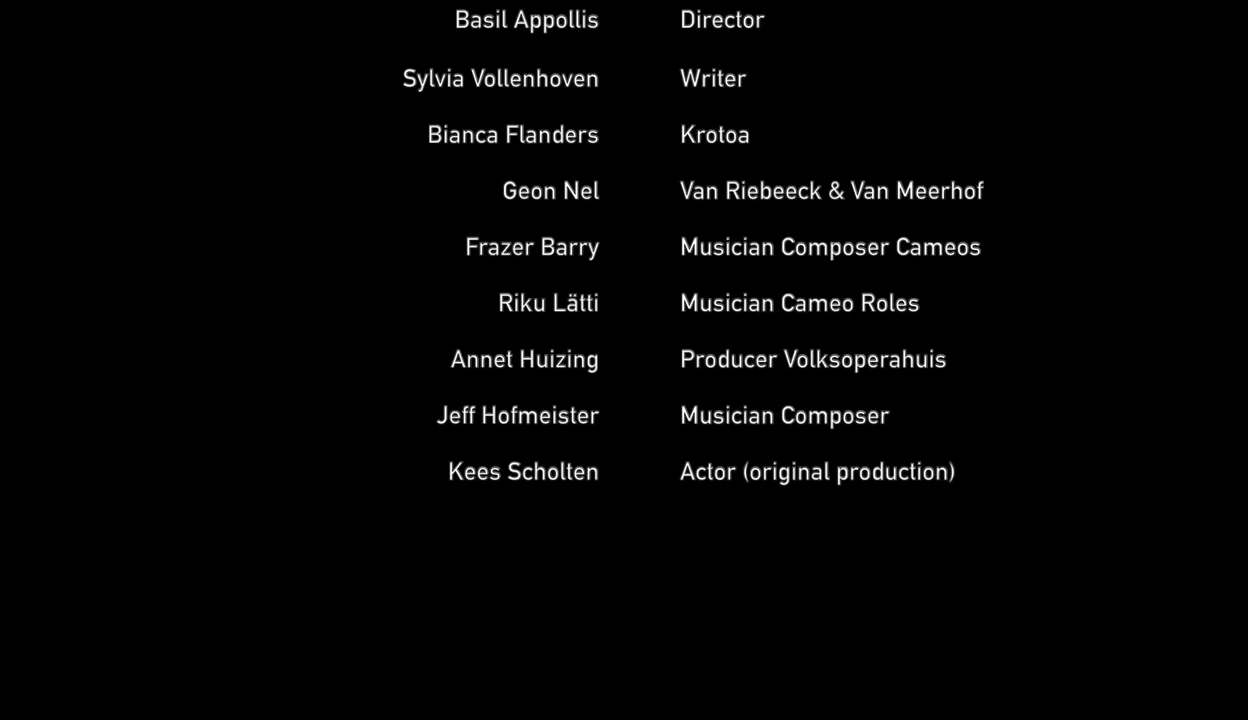 Basil Appollis Director
Sylvia Vollenhoven Writer
Bianca Flanders Krotoa
Geon Nel Van Riebeeck & Van Meerhof
Frazer Barry Musician Composer Cameos
Riku Lätti Musician Cameo Roles
Annet Huizing Producer Volksoperahuis
Jeff Hofmeister Musician Composer
Kees Scholten Actor (original production)